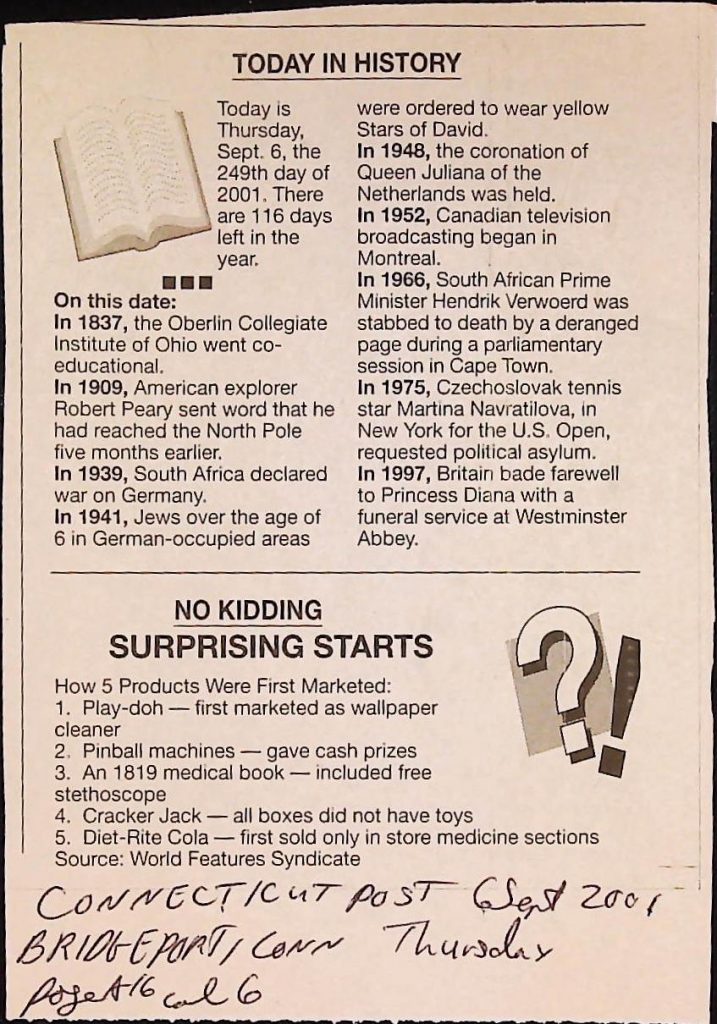 TODAY IN HISTORY
Today is
Thursday,
Sept. 6, the
249th day of
2001. There
are 116 days
left in the
year.
On this date:
In 1837, the Oberlin Collegiate
Institute of Ohio went co-
educational.
In 1909, American explorer
Robert Peary sent word that he
had reached the North Pole
five months earlier.
In 1939, South Africa declared
war on Germany.
In 1941, Jews over the age of
6 in German-occupied areas
were ordered to wear yellow
Stars of David.
In 1948, the coronation of
Queen Juliana of the
Netherlands was held.
In 1952, Canadian television
broadcasting began in
Montreal.
In 1966, South African Prime
Minister Hendrik Verwoerd was
stabbed to death by a deranged
page during a parliamentary
session in Cape Town.
In 1975, Czechoslovak tennis
star Martina Navratilova, in
New York for the U.S. Open,
requested political asylum.
In 1997, Britain bade farewell
to Princess Diana with a
funeral service at Westminster
Abbey.
NO KIDDING
SURPRISING STARTS
?!
How 5 Products Were First Marketed:
1. Play-doh — first marketed as wallpaper
cleaner
2. Pinball machines — gave cash prizes
3. An 1819 medical book — included free
stethoscope
4. Cracker Jack — all boxes did not have toys
5. Diet-Rite Cola — first sold only in store medicine sections
Source: World Features Syndicate
CONNECTICUT POST 6 Sept 2001
BRIDGEPORT, CONN Thursday
page A16 col 6